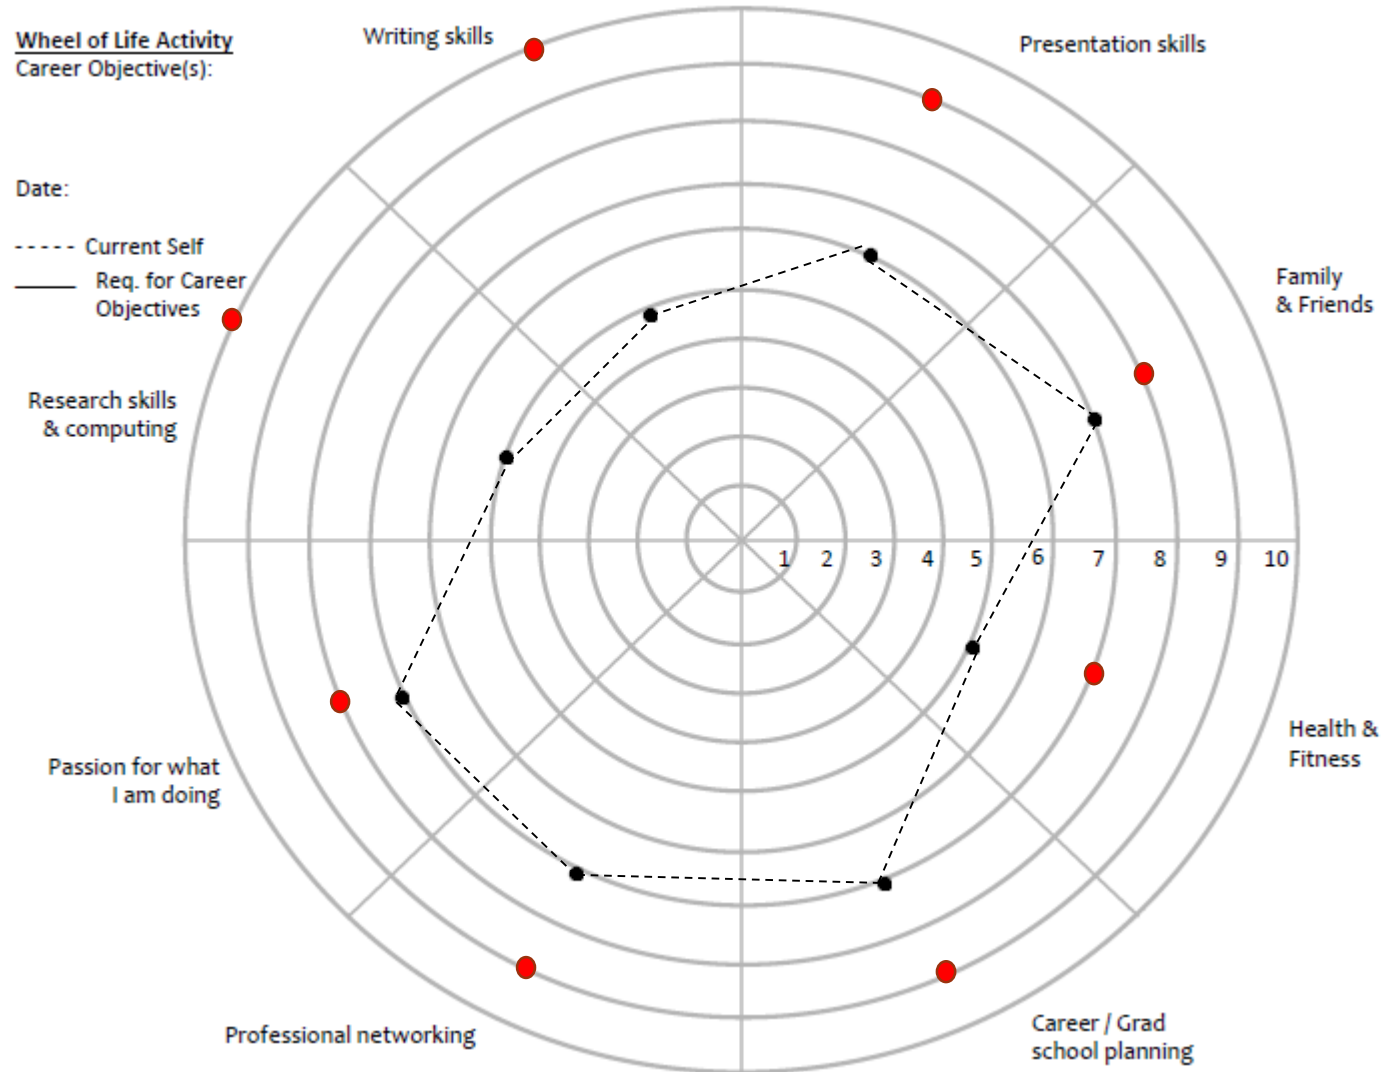 Wheel of Life Activity
Career Objective(s):
Date:
Current Self
Req. for Career
Objectives
Writing skills
Presentation skills
Family
& Friends
Research skills
& computing
1 2 3 4 5 6 7 8 9 10
Health &
Fitness
Passion for what
I am doing
Professional networking
Career / Grad
school planning